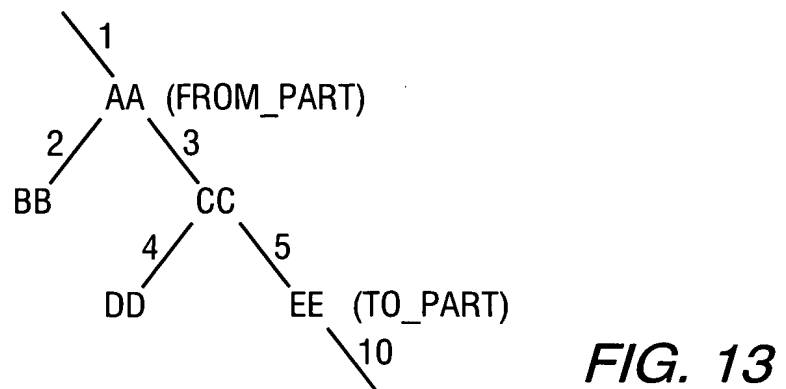 1
AA (FROM_PART)
2 3
BB CC
4 5
DD EE (TO_PART)
10
FIG. 13